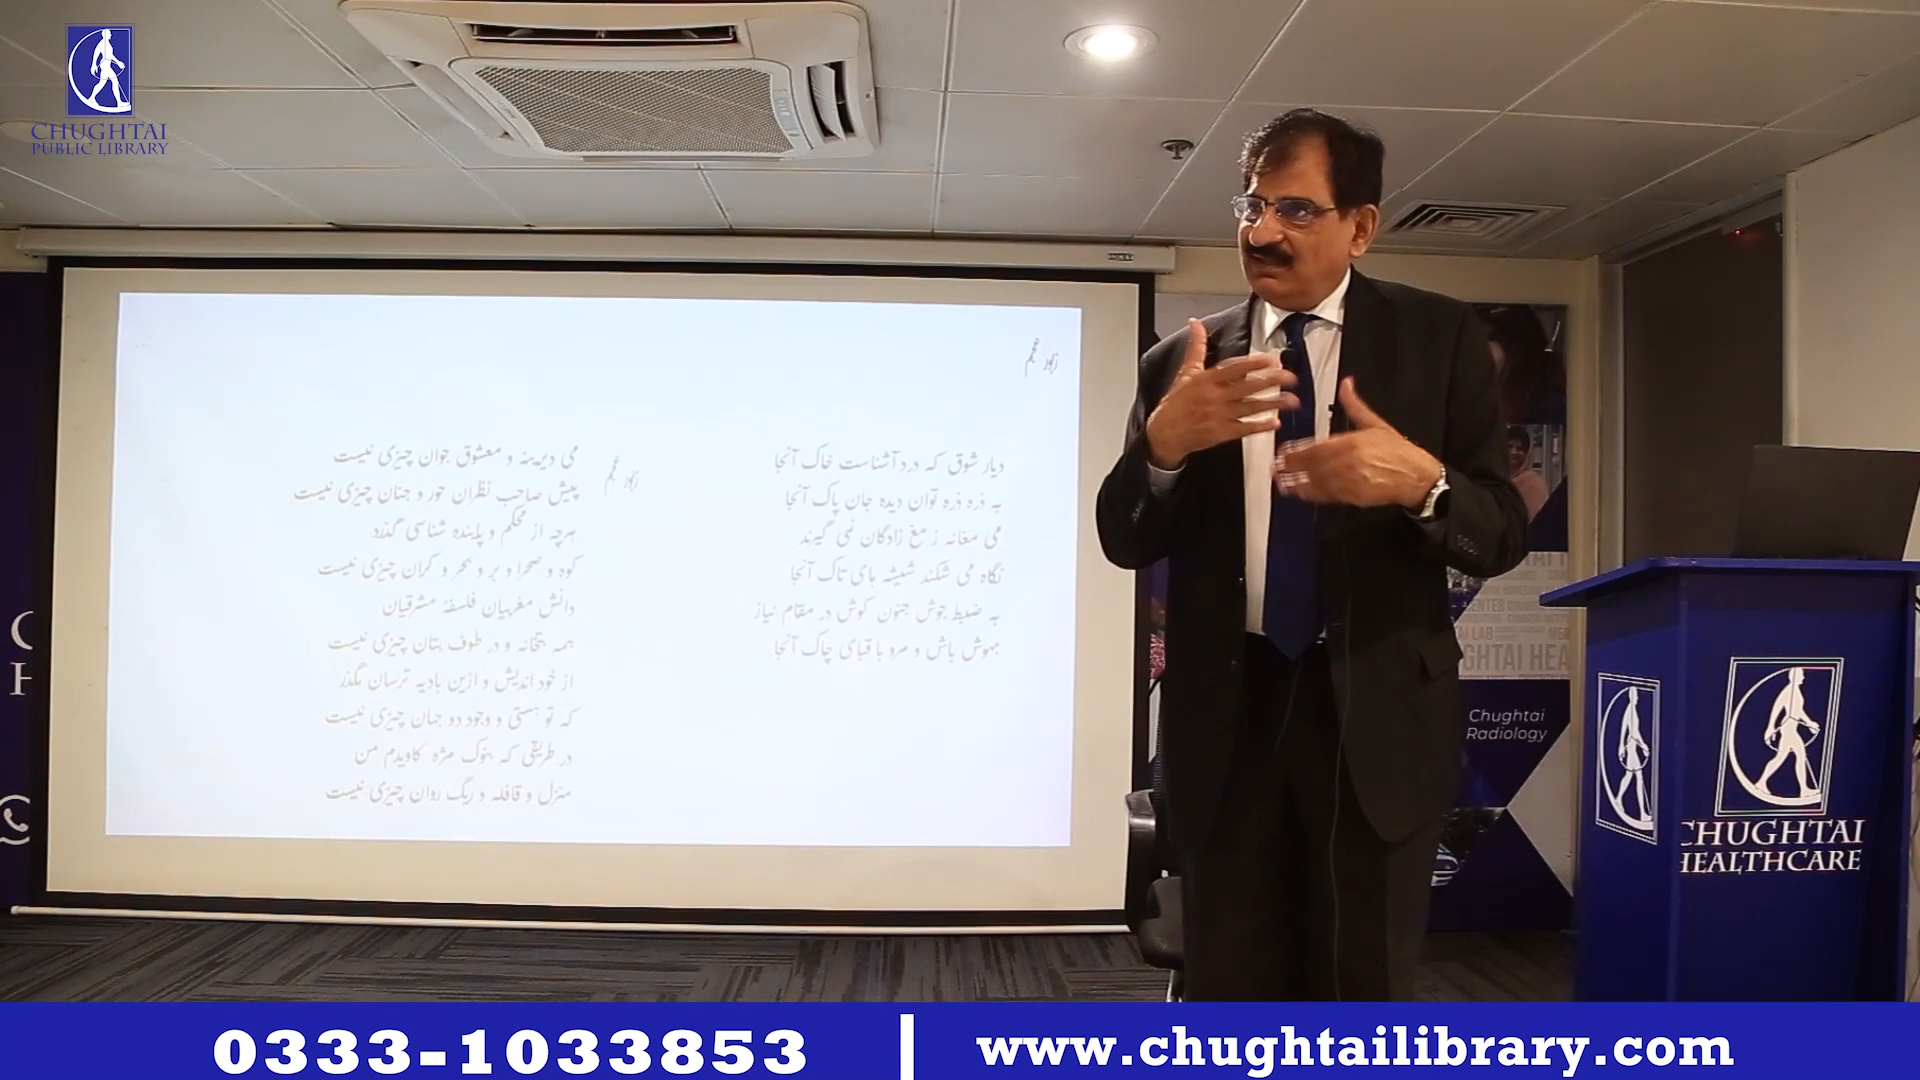 CHUGHTAI
PUBLIC LIBRARY
زبور عجم
دیار شوق که درد آشناست خاک آنجا
به ذره ذره توان دیده جان پاک آنجا
می مغانه ز مغ زادگان نمی گیرند
نگاه می شکند شیشه های تاک آنجا
به ضبط جوش جنون کوش در مقام نیاز
بهوش باش و مرو با قبای چاک آنجا
زبور عجم
می دیرینه و معشوق جوان چیزی نیست
پیش صاحب نظران حور و جنان چیزی نیست
هرچه از محکم و پاینده شناسی گذرد
کوه و صحرا و بر و بحر و کران چیزی نیست
دانش مغربیان فلسفهٔ مشرقیان
همه بتخانه و در طوف بتان چیزی نیست
از خود اندیش و ازین بادیه ترسان مگذر
که تو هستی و وجود دو جهان چیزی نیست
در طریقی که بنوک مژه کاویدم من
منزل و قافله و ریگ روان چیزی نیست
Chughtai
Radiology
CHUGHTAI
HEALTHCARE
0333-1033853 | www.chughtailibrary.com